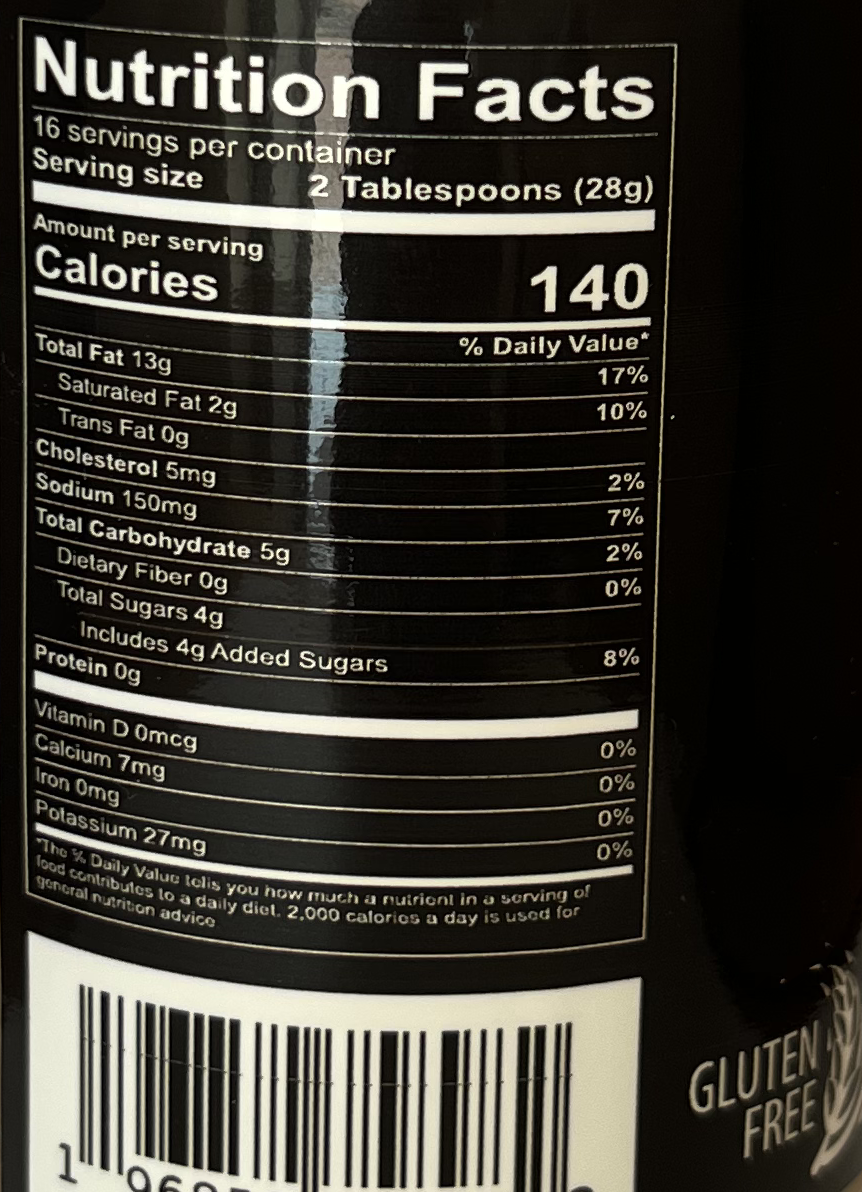 Nutrition Facts
16 servings per container
Serving size 2 Tablespoons (28g)
Amount per serving
Calories 140
% Daily Value*
Total Fat 13g 17%
Saturated Fat 2g 10%
Trans Fat 0g
Cholesterol 5mg 2%
Sodium 150mg 7%
Total Carbohydrate 5g 2%
Dietary Fiber 0g 0%
Total Sugars 4g
Includes 4g Added Sugars 8%
Protein 0g
Vitamin D 0mcg 0%
Calcium 7mg 0%
Iron 0mg 0%
Potassium 27mg 0%
*The % Daily Value tells you how much a nutrient in a serving of
food contributes to a daily diet. 2,000 calories a day is used for
general nutrition advice
GLUTEN
FREE
1